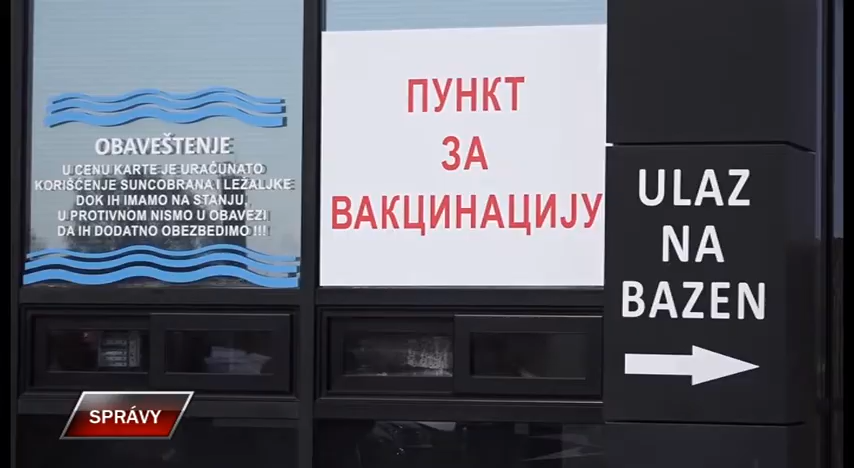 OBAVEŠTENJE
U CENU KARTE JE URAČUNATO
KORIŠĆENJE SUNCOBRANA I LEŽALJKE
DOK IH IMAMO NA STANJU,
U PROTIVNOM NISMO U OBAVEZI
DA IH DODATNO OBEZBEDIMO !!!
ПУНКТ
ЗА
ВАКЦИНАЦИЈУ
ULAZ
NA
BAZEN
SPRÁVY